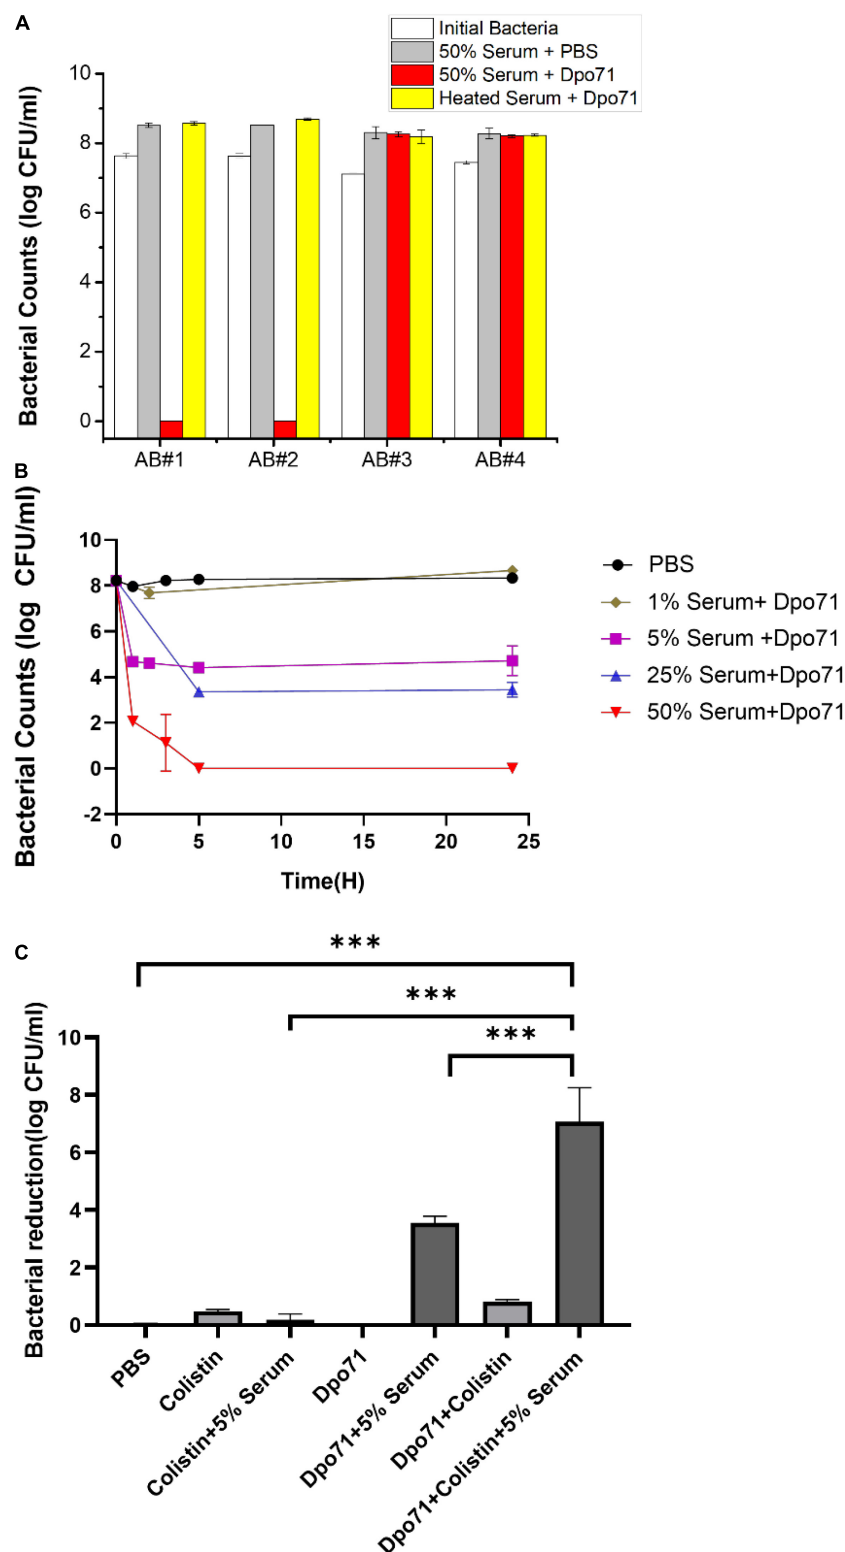 A
Initial Bacteria
50% Serum + PBS
50% Serum + Dpo71
Heated Serum + Dpo71
Bacterial Counts (log CFU/ml)
10
8
6
4
2
0
AB#1 AB#2 AB#3 AB#4
B
Bacterial Counts (log CFU/ml)
10
8
6
4
2
0
-2
0 5 10 15 20 25
Time(H)
PBS
1% Serum+ Dpo71
5% Serum +Dpo71
25% Serum+Dpo71
50% Serum+Dpo71
C
***
***
***
Bacterial reduction(log CFU/ml)
10
8
6
4
2
0
PBS
Colistin
Colistin+5% Serum
Dpo71
Dpo71+5% Serum
Dpo71+Colistin
Dpo71+Colistin+5% Serum